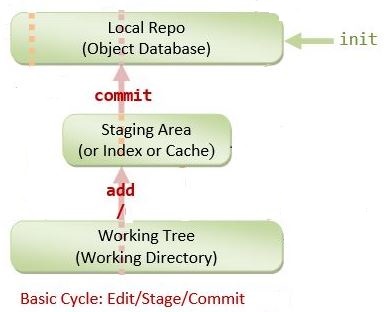 Local Repo
(Object Database)
init
commit
Staging Area
(or Index or Cache)
add
/
Working Tree
(Working Directory)
Basic Cycle: Edit/Stage/Commit